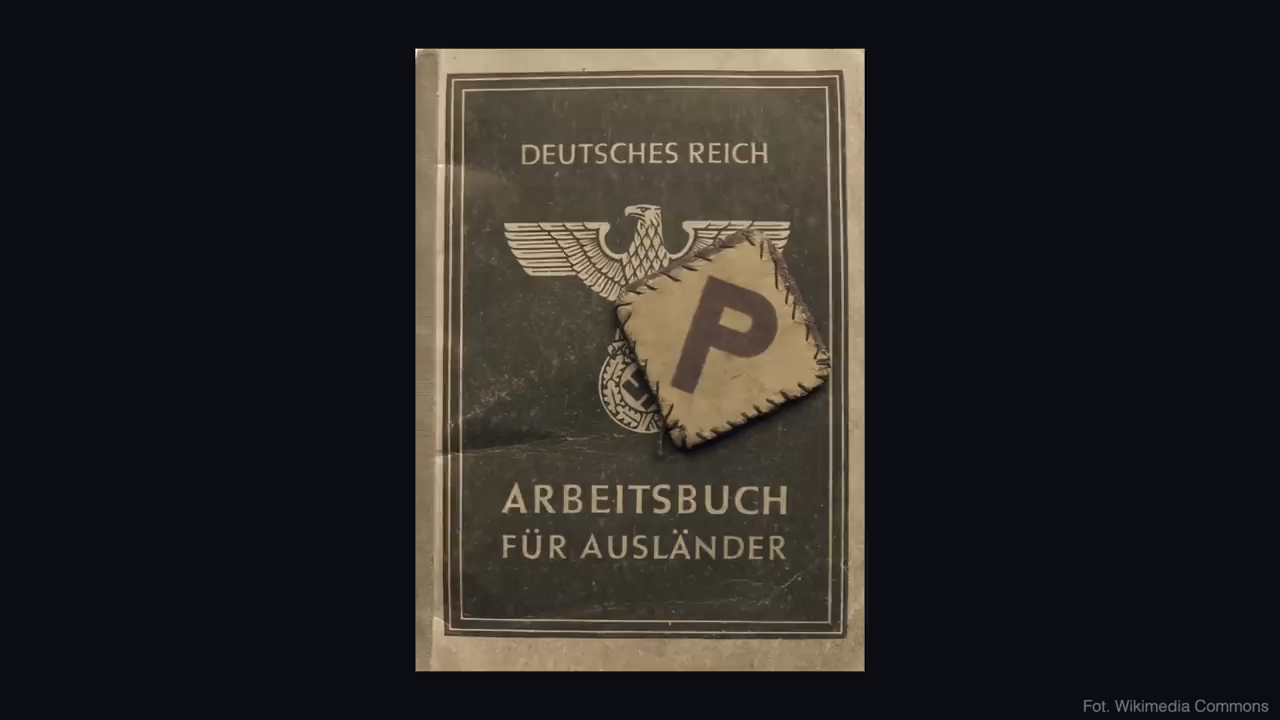 DEUTSCHES REICH
P
ARBEITSBUCH
FÜR AUSLÄNDER
Fot. Wikimedia Commons